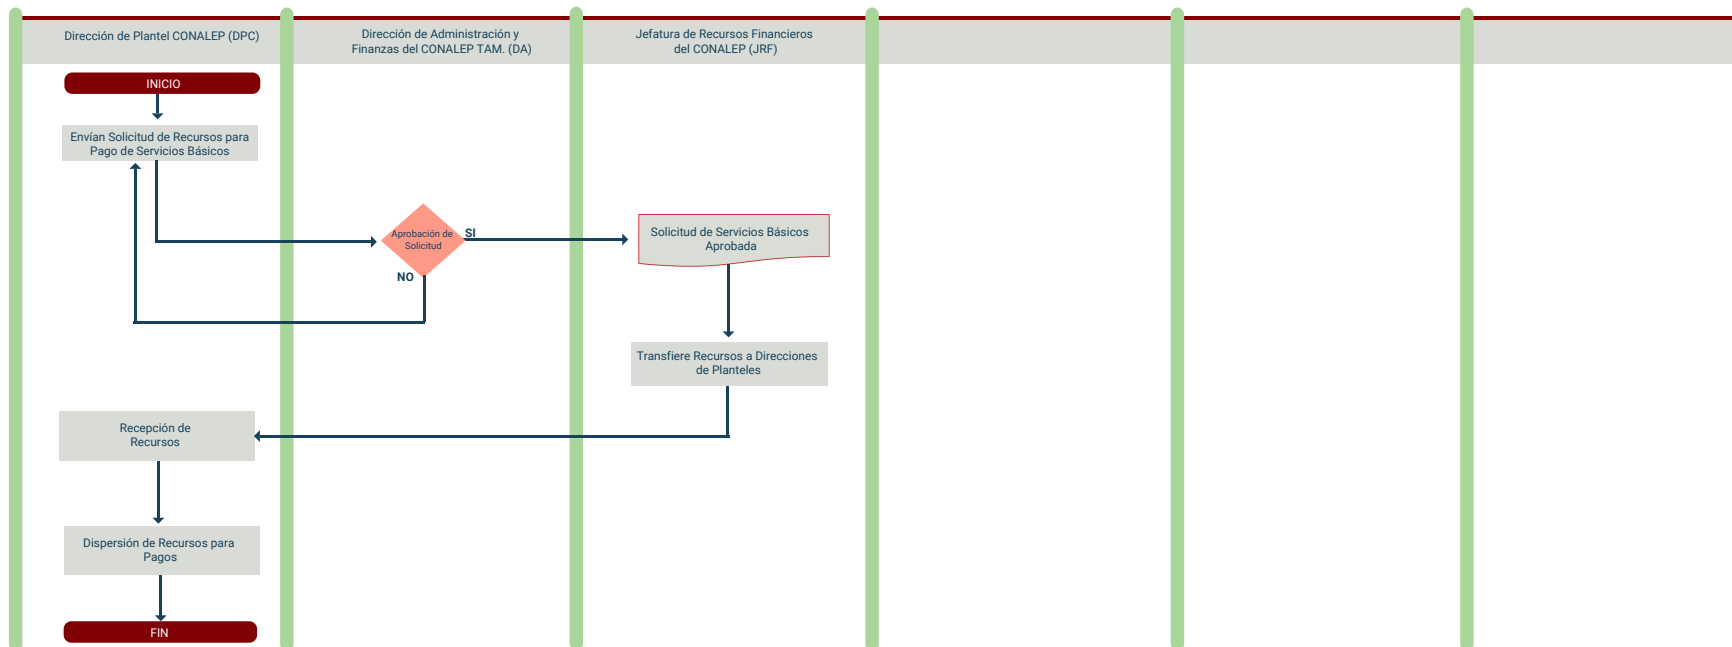 Dirección de Plantel CONALEP (DPC)
Dirección de Administración y
Finanzas del CONALEP TAM. (DA)
Jefatura de Recursos Financieros
del CONALEP (JRF)
INICIO
Envían Solicitud de Recursos para
Pago de Servicios Básicos
Aprobación de
Solicitud
SI
NO
Solicitud de Servicios Básicos
Aprobada
Transfiere Recursos a Direcciones
de Planteles
Recepción de
Recursos
Dispersión de Recursos para
Pagos
FIN